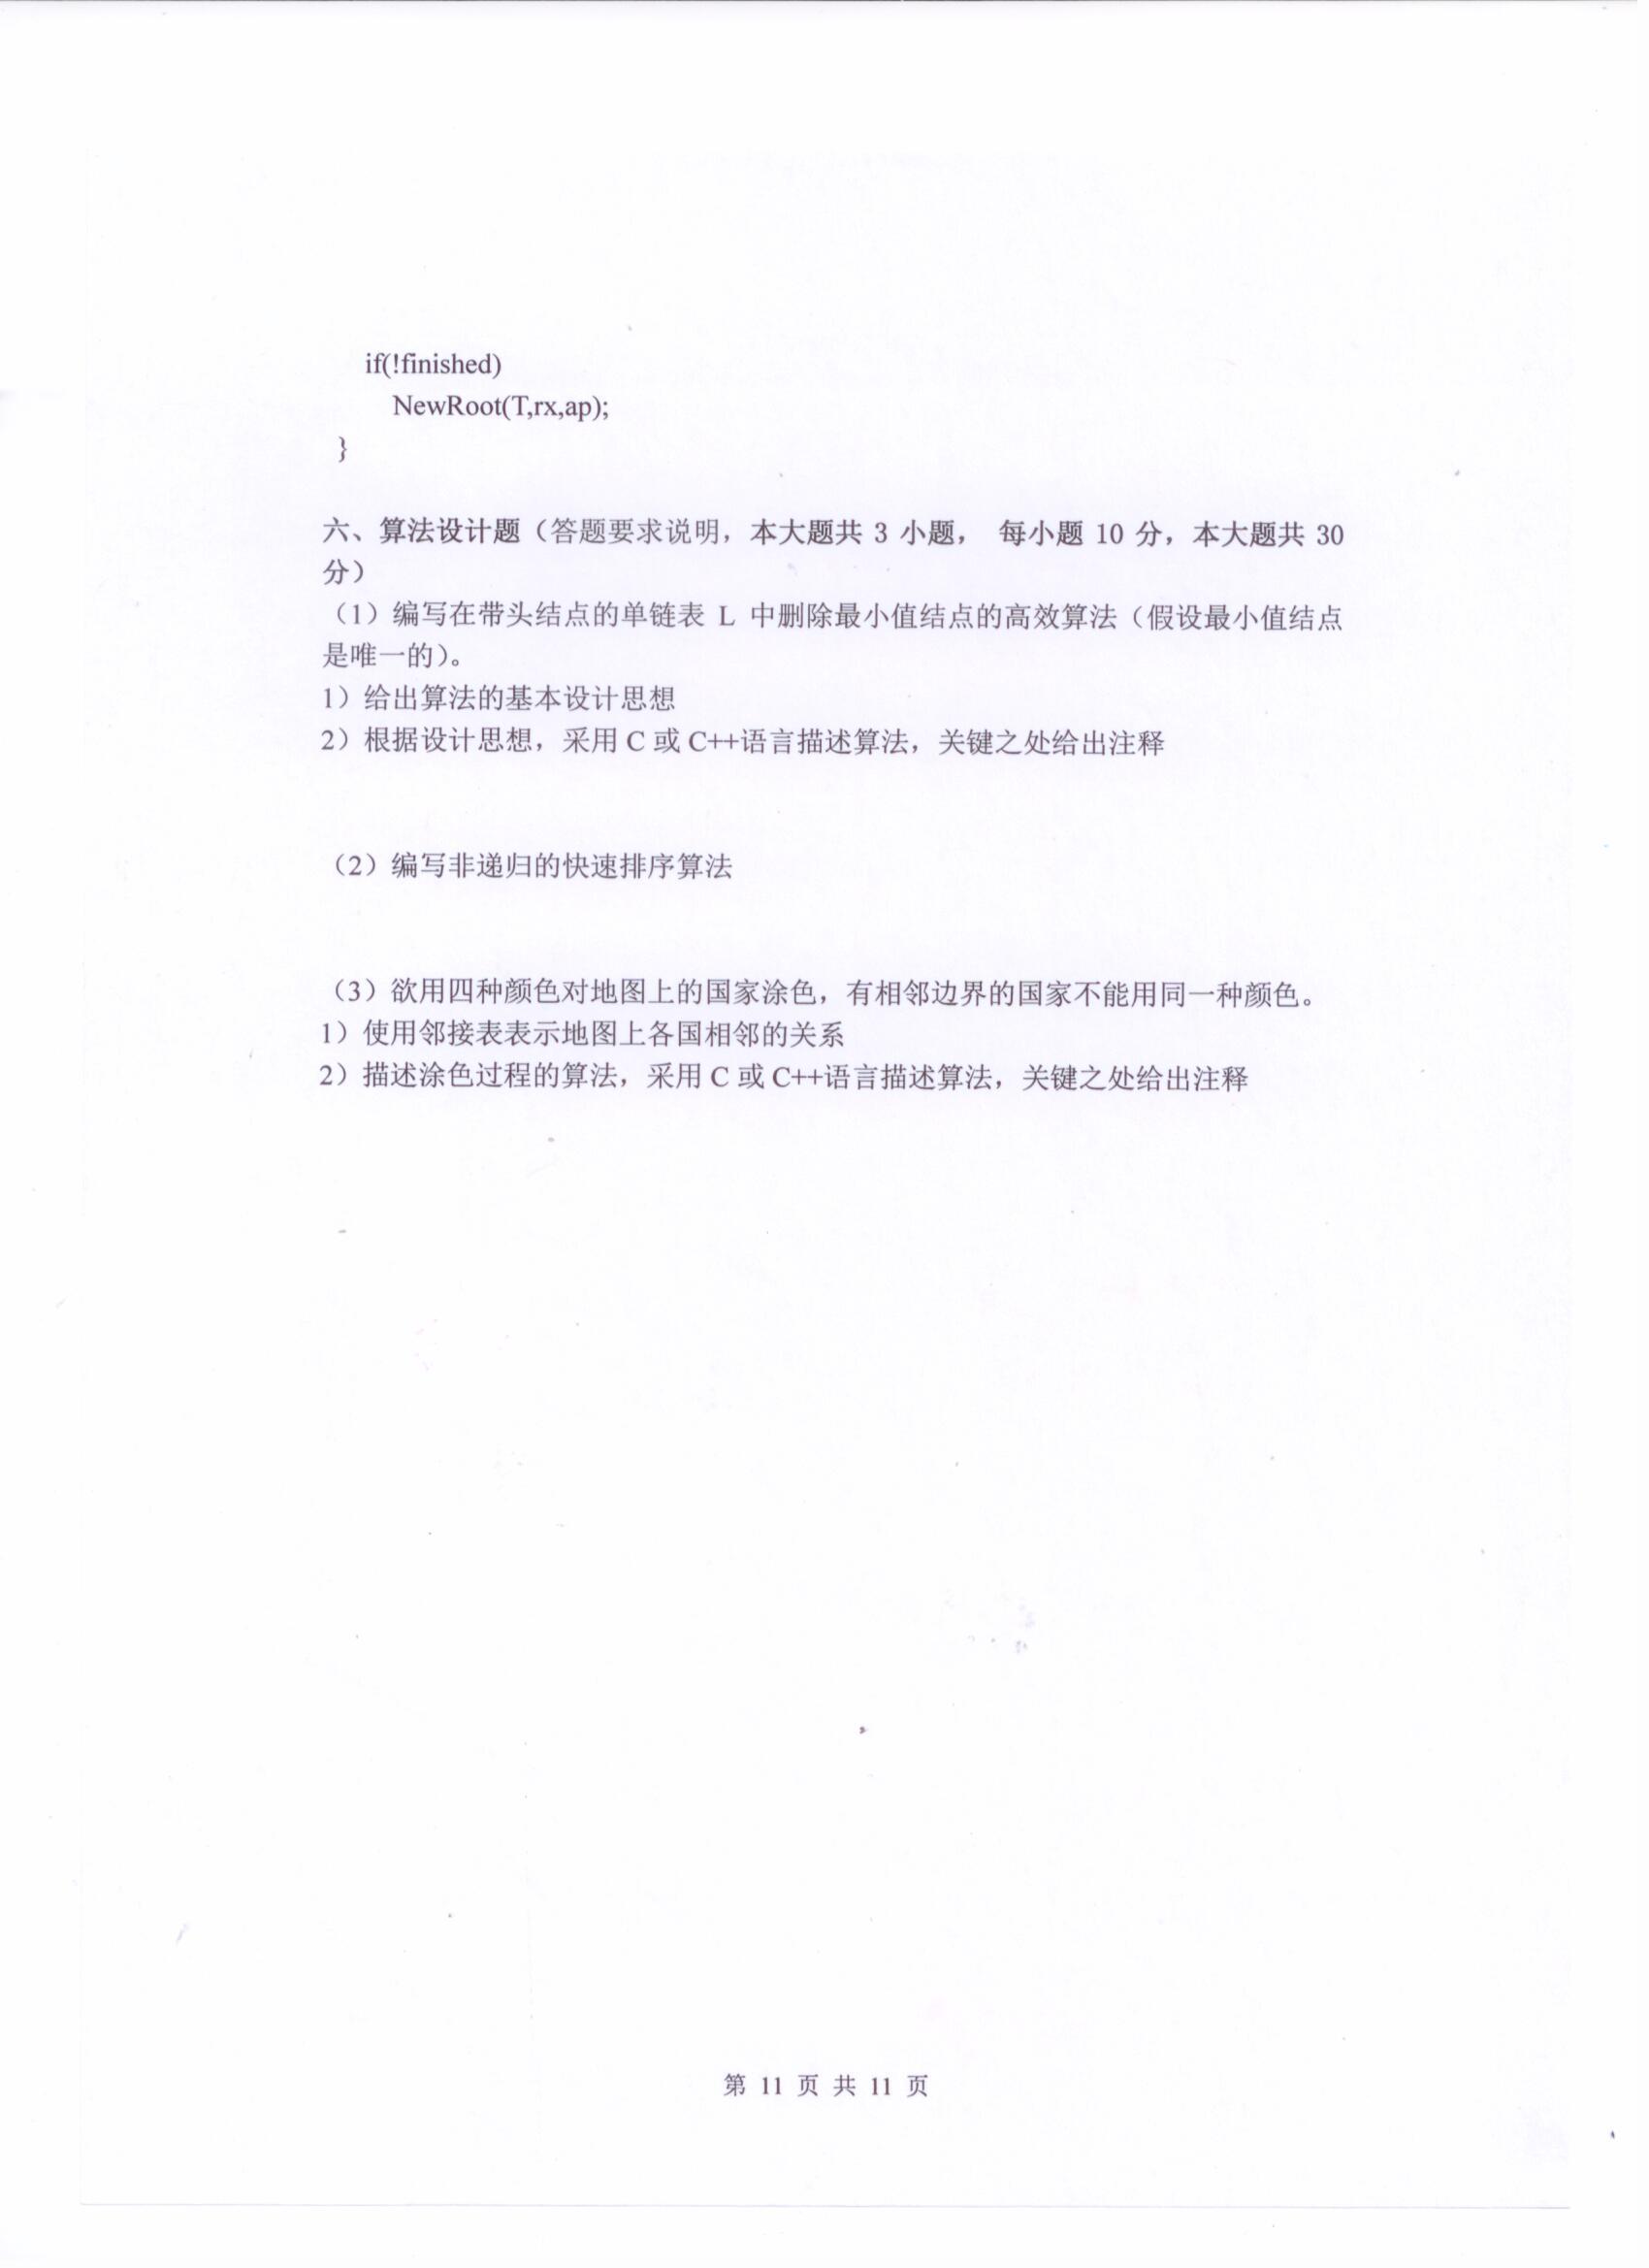 if(!finished)
NewRoot(T,rx,ap);
}
六、算法设计题（答题要求说明，本大题共 3 小题， 每小题 10 分，本大题共 30
分）
（1）编写在带头结点的单链表 L 中删除最小值结点的高效算法（假设最小值结点
是唯一的）。
1）给出算法的基本设计思想
2）根据设计思想，采用 C 或 C++语言描述算法，关键之处给出注释
（2）编写非递归的快速排序算法
（3）欲用四种颜色对地图上的国家涂色，有相邻边界的国家不能用同一种颜色。
1）使用邻接表表示地图上各国相邻的关系
2）描述涂色过程的算法，采用 C 或 C++语言描述算法，关键之处给出注释
第 11 页 共 11 页